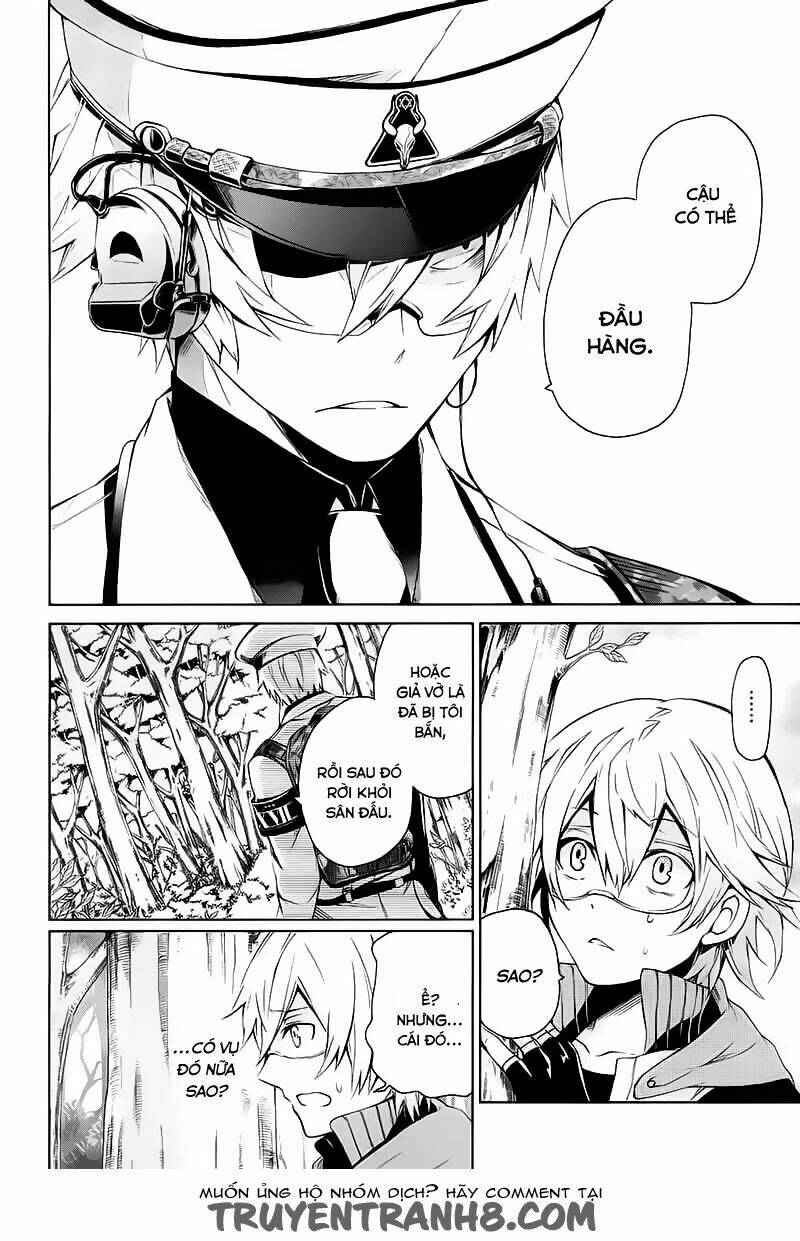 CẬU
CÓ THỂ
ĐẦU
HÀNG.
........
SAO?
HOẶC
GIẢ VỜ LÀ
ĐÃ BỊ TÔI
BẮN,
RỒI SAU ĐÓ
RỜI KHỎI
SÂN ĐẤU.
VI
Ể?
NHƯNG...
CÁI ĐÓ...
...CÓ VỤ
ĐÓ NỮA
SAO?
MUỐN ỦNG HỘ NHÓM DỊCH? HÃY COMMENT TẠI
TRUYENTRANH8.COM